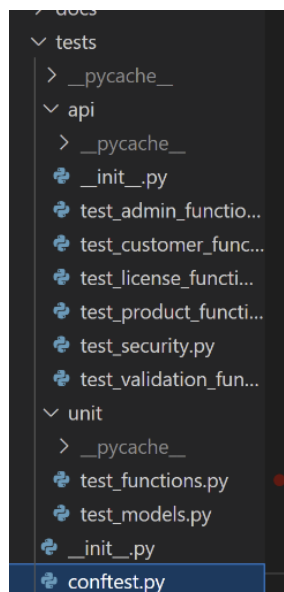 docs
tests
__pycache__
api
__pycache__
__init__.py
test_admin_functio...
test_customer_func...
test_license_functi...
test_product_functi...
test_security.py
test_validation_fun...
unit
__pycache__
test_functions.py
test_models.py
__init__.py
conftest.py